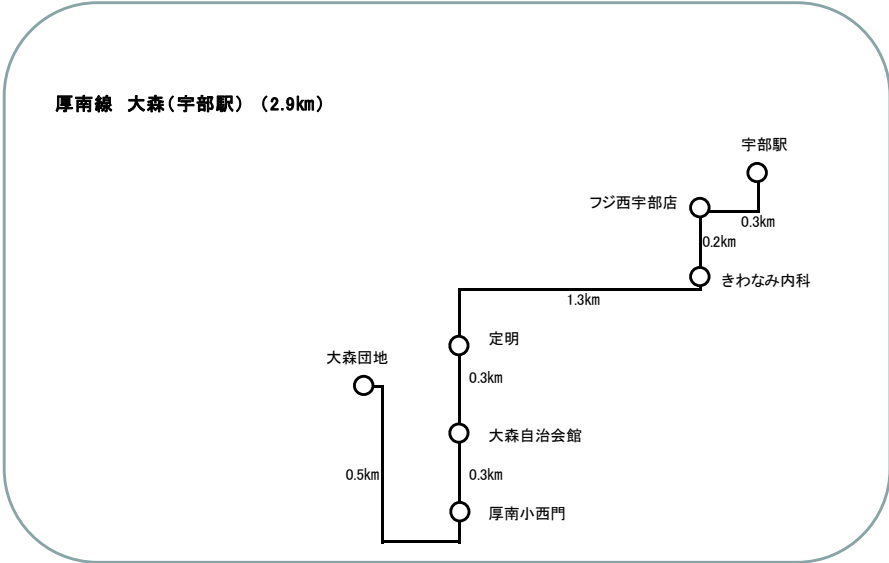 厚南線 大森(宇部駅) (2.9km)
宇部駅
フジ西宇部店
0.3km
0.2km
きわなみ内科
1.3km
定明
大森団地
0.3km
大森自治会館
0.5km
0.3km
厚南小西門